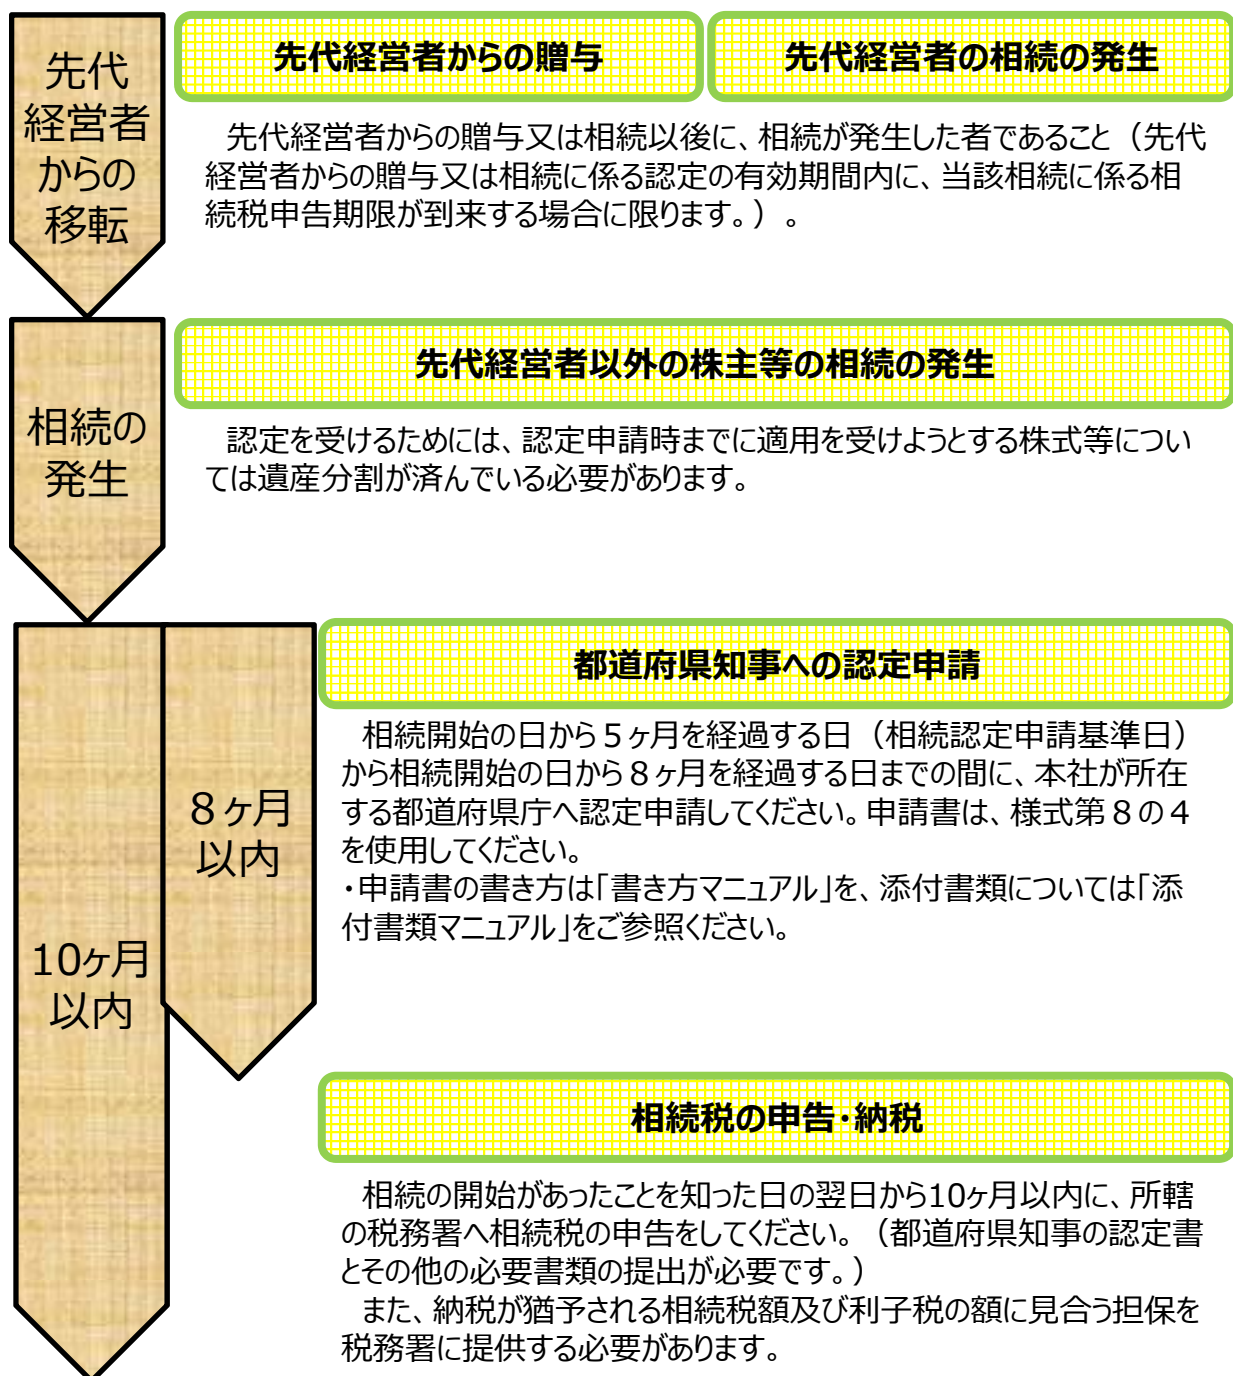 先代
経営者
からの
移転
先代経営者からの贈与
先代経営者の相続の発生
先代経営者からの贈与又は相続以後に、相続が発生した者であること（先代
経営者からの贈与又は相続に係る認定の有効期間内に、当該相続に係る相
続税申告期限が到来する場合に限ります。）。
相続の
発生
先代経営者以外の株主等の相続の発生
認定を受けるためには、認定申請時までに適用を受けようとする株式等につい
ては遺産分割が済んでいる必要があります。
10ヶ月
以内
８ヶ月
以内
都道府県知事への認定申請
相続開始の日から５ヶ月を経過する日（相続認定申請基準日）
から相続開始の日から８ヶ月を経過する日までの間に、本社が所在
する都道府県庁へ認定申請してください。申請書は、様式第８の４
を使用してください。
・申請書の書き方は「書き方マニュアル」を、添付書類については「添
付書類マニュアル」をご参照ください。
相続税の申告・納税
相続の開始があったことを知った日の翌日から10ヶ月以内に、所轄
の税務署へ相続税の申告をしてください。（都道府県知事の認定書
とその他の必要書類の提出が必要です。）
また、納税が猶予される相続税額及び利子税の額に見合う担保を
税務署に提供する必要があります。